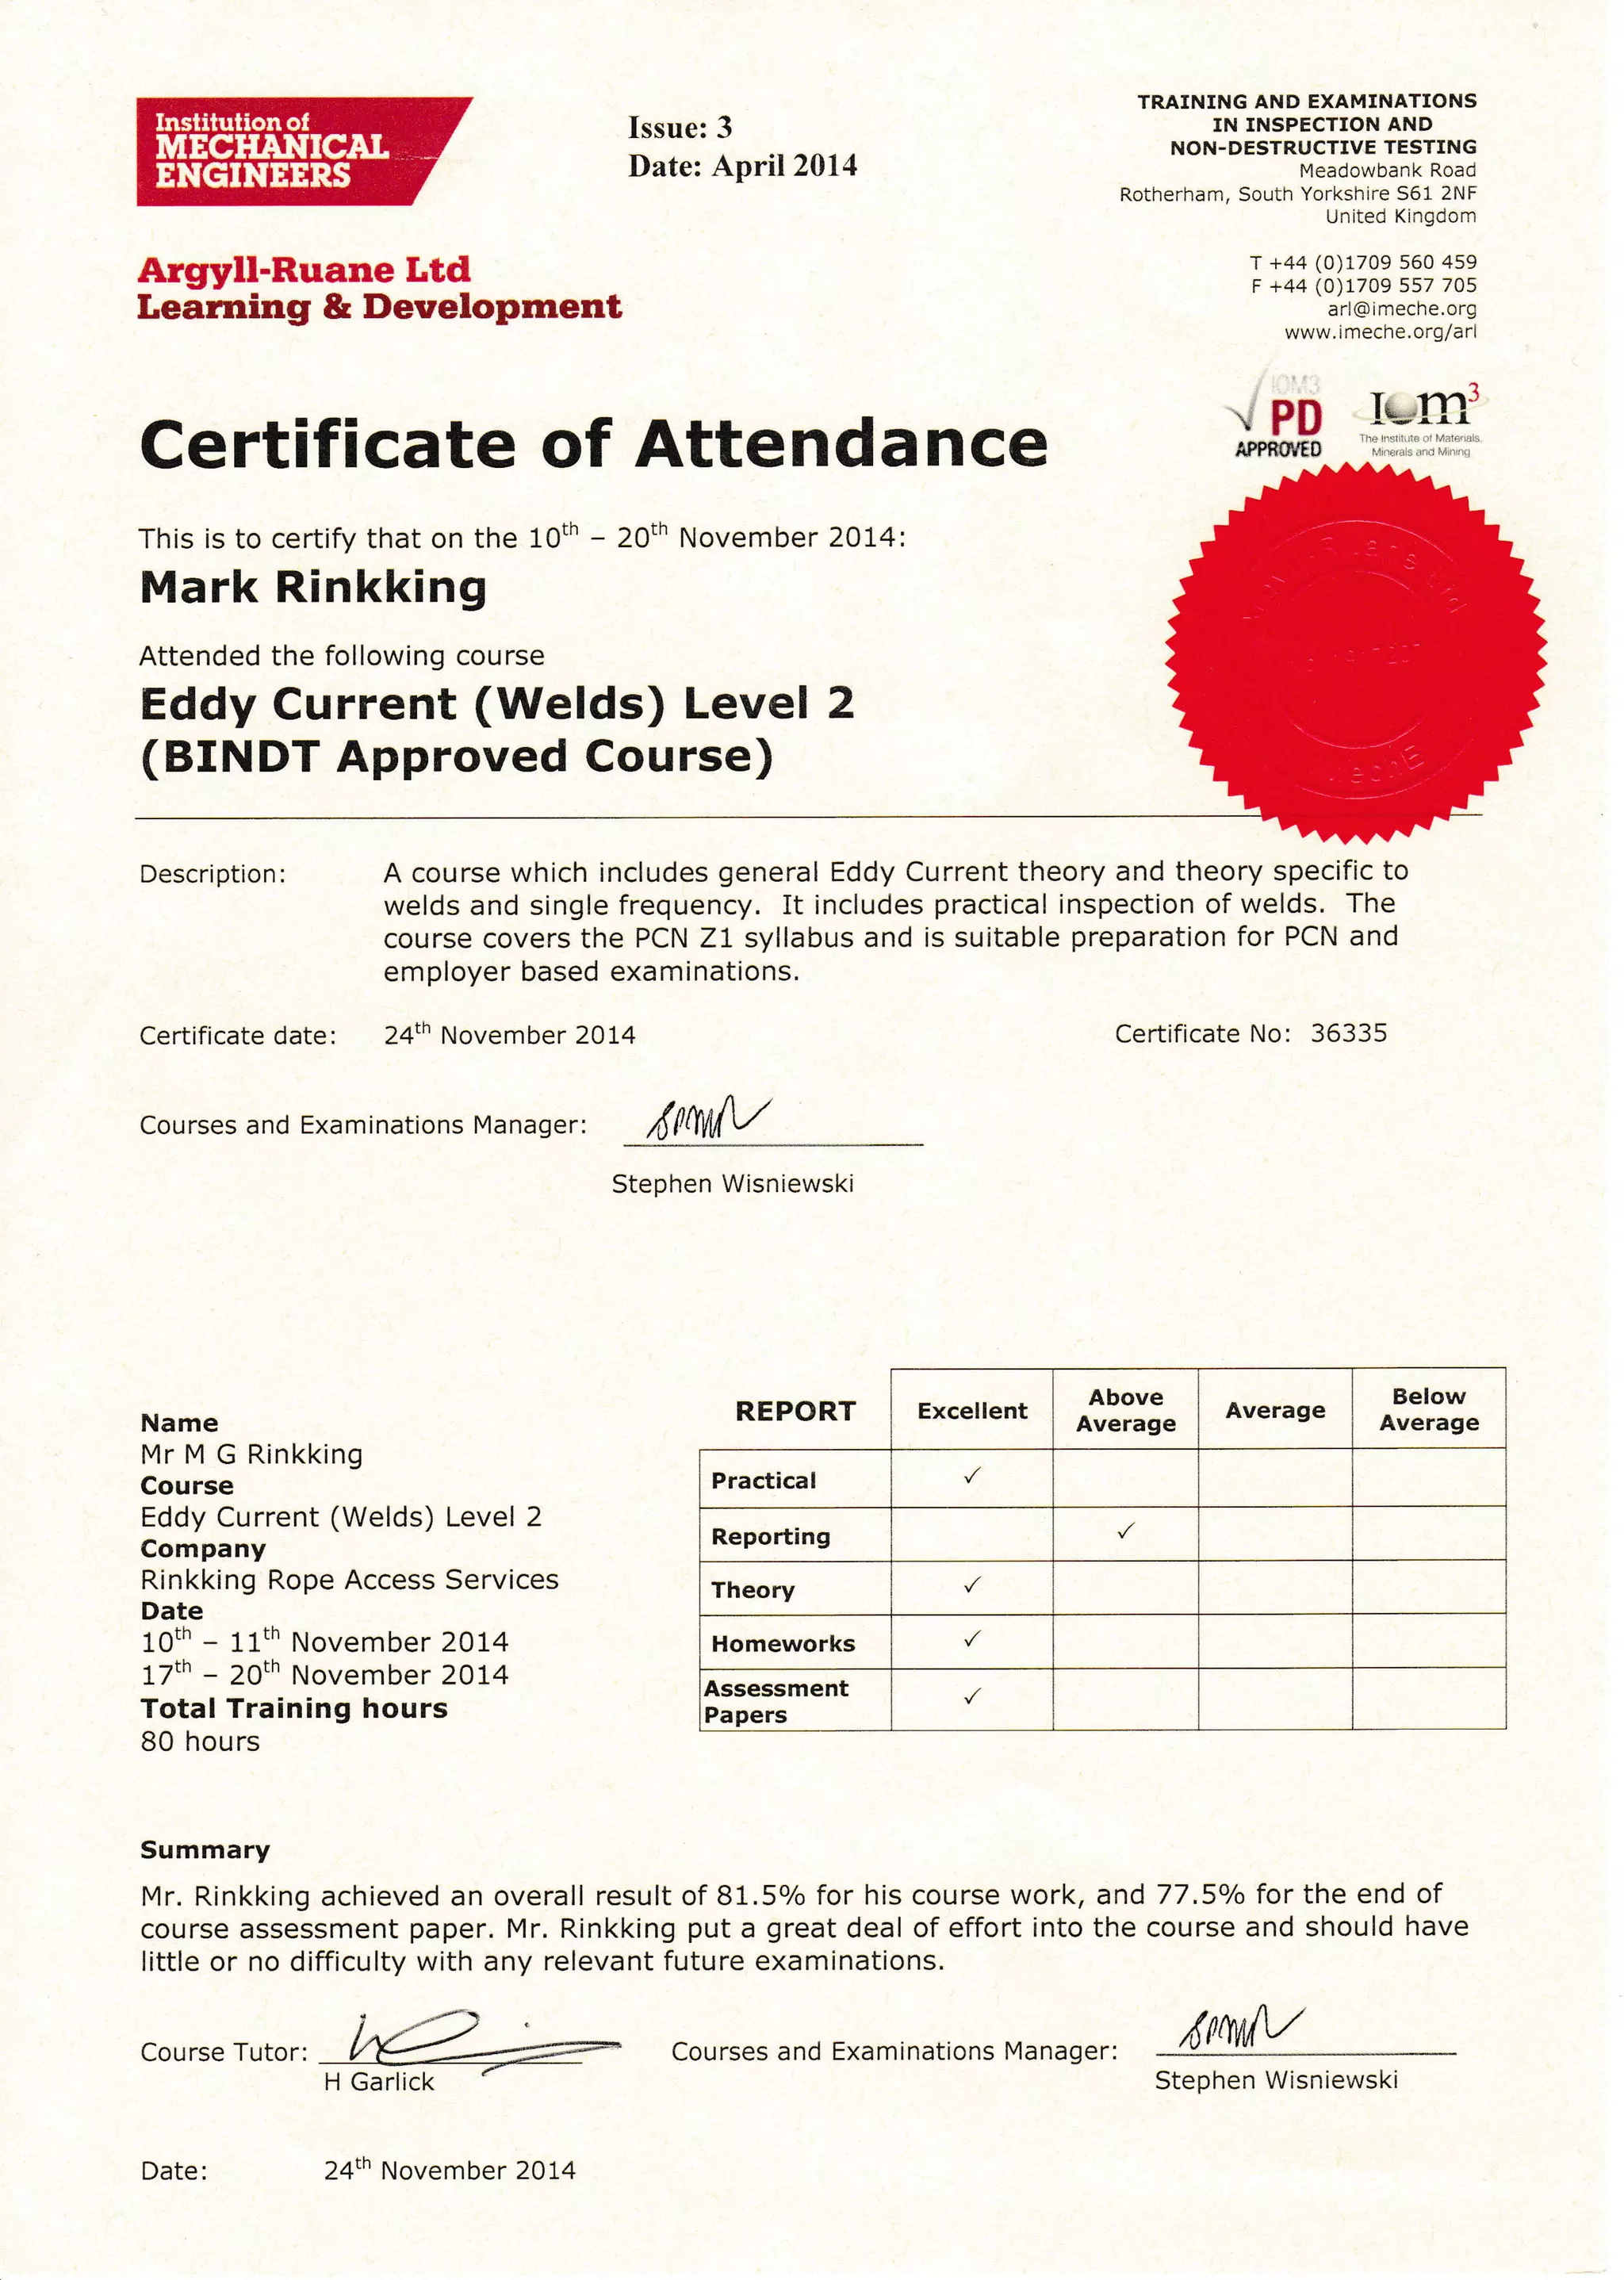 Institution of
MECHANICAL
ENGINEERS
Issue: 3
Date: April 2014
TRAINING AND EXAMINATIONS
IN INSPECTION AND
NON-DESTRUCTIVE TESTING
Meadowbank Road
Rotherham, South Yorkshire S61 2NF
United Kingdom
T +44 (0)1709 560 459
F +44 (0)1709 557 705
arl@imeche.org
www.imeche.org/arl
Argyll-Ruane Ltd
Learning & Development
IOM3
PD
APPROVED
IOm³
The Institute of Materials,
Minerals and Mining
Certificate of Attendance
This is to certify that on the 10th – 20th November 2014:
Mark Rinkking
Attended the following course
Eddy Current (Welds) Level 2
(BINDT Approved Course)
Description: A course which includes general Eddy Current theory and theory specific to
welds and single frequency. It includes practical inspection of welds. The
course covers the PCN Z1 syllabus and is suitable preparation for PCN and
employer based examinations.
Certificate date: 24th November 2014 Certificate No: 36335
Courses and Examinations Manager:
Stephen Wisniewski
Name
Mr M G Rinkking
Course
Eddy Current (Welds) Level 2
Company
Rinkking Rope Access Services
Date
10th – 11th November 2014
17th – 20th November 2014
Total Training hours
80 hours
REPORT Excellent Above Average Average Below Average
Practical ✓
Reporting ✓
Theory ✓
Homeworks ✓
Assessment Papers ✓
Summary
Mr. Rinkking achieved an overall result of 81.5% for his course work, and 77.5% for the end of
course assessment paper. Mr. Rinkking put a great deal of effort into the course and should have
little or no difficulty with any relevant future examinations.
Course Tutor: Courses and Examinations Manager:
H Garlick Stephen Wisniewski
Date: 24th November 2014